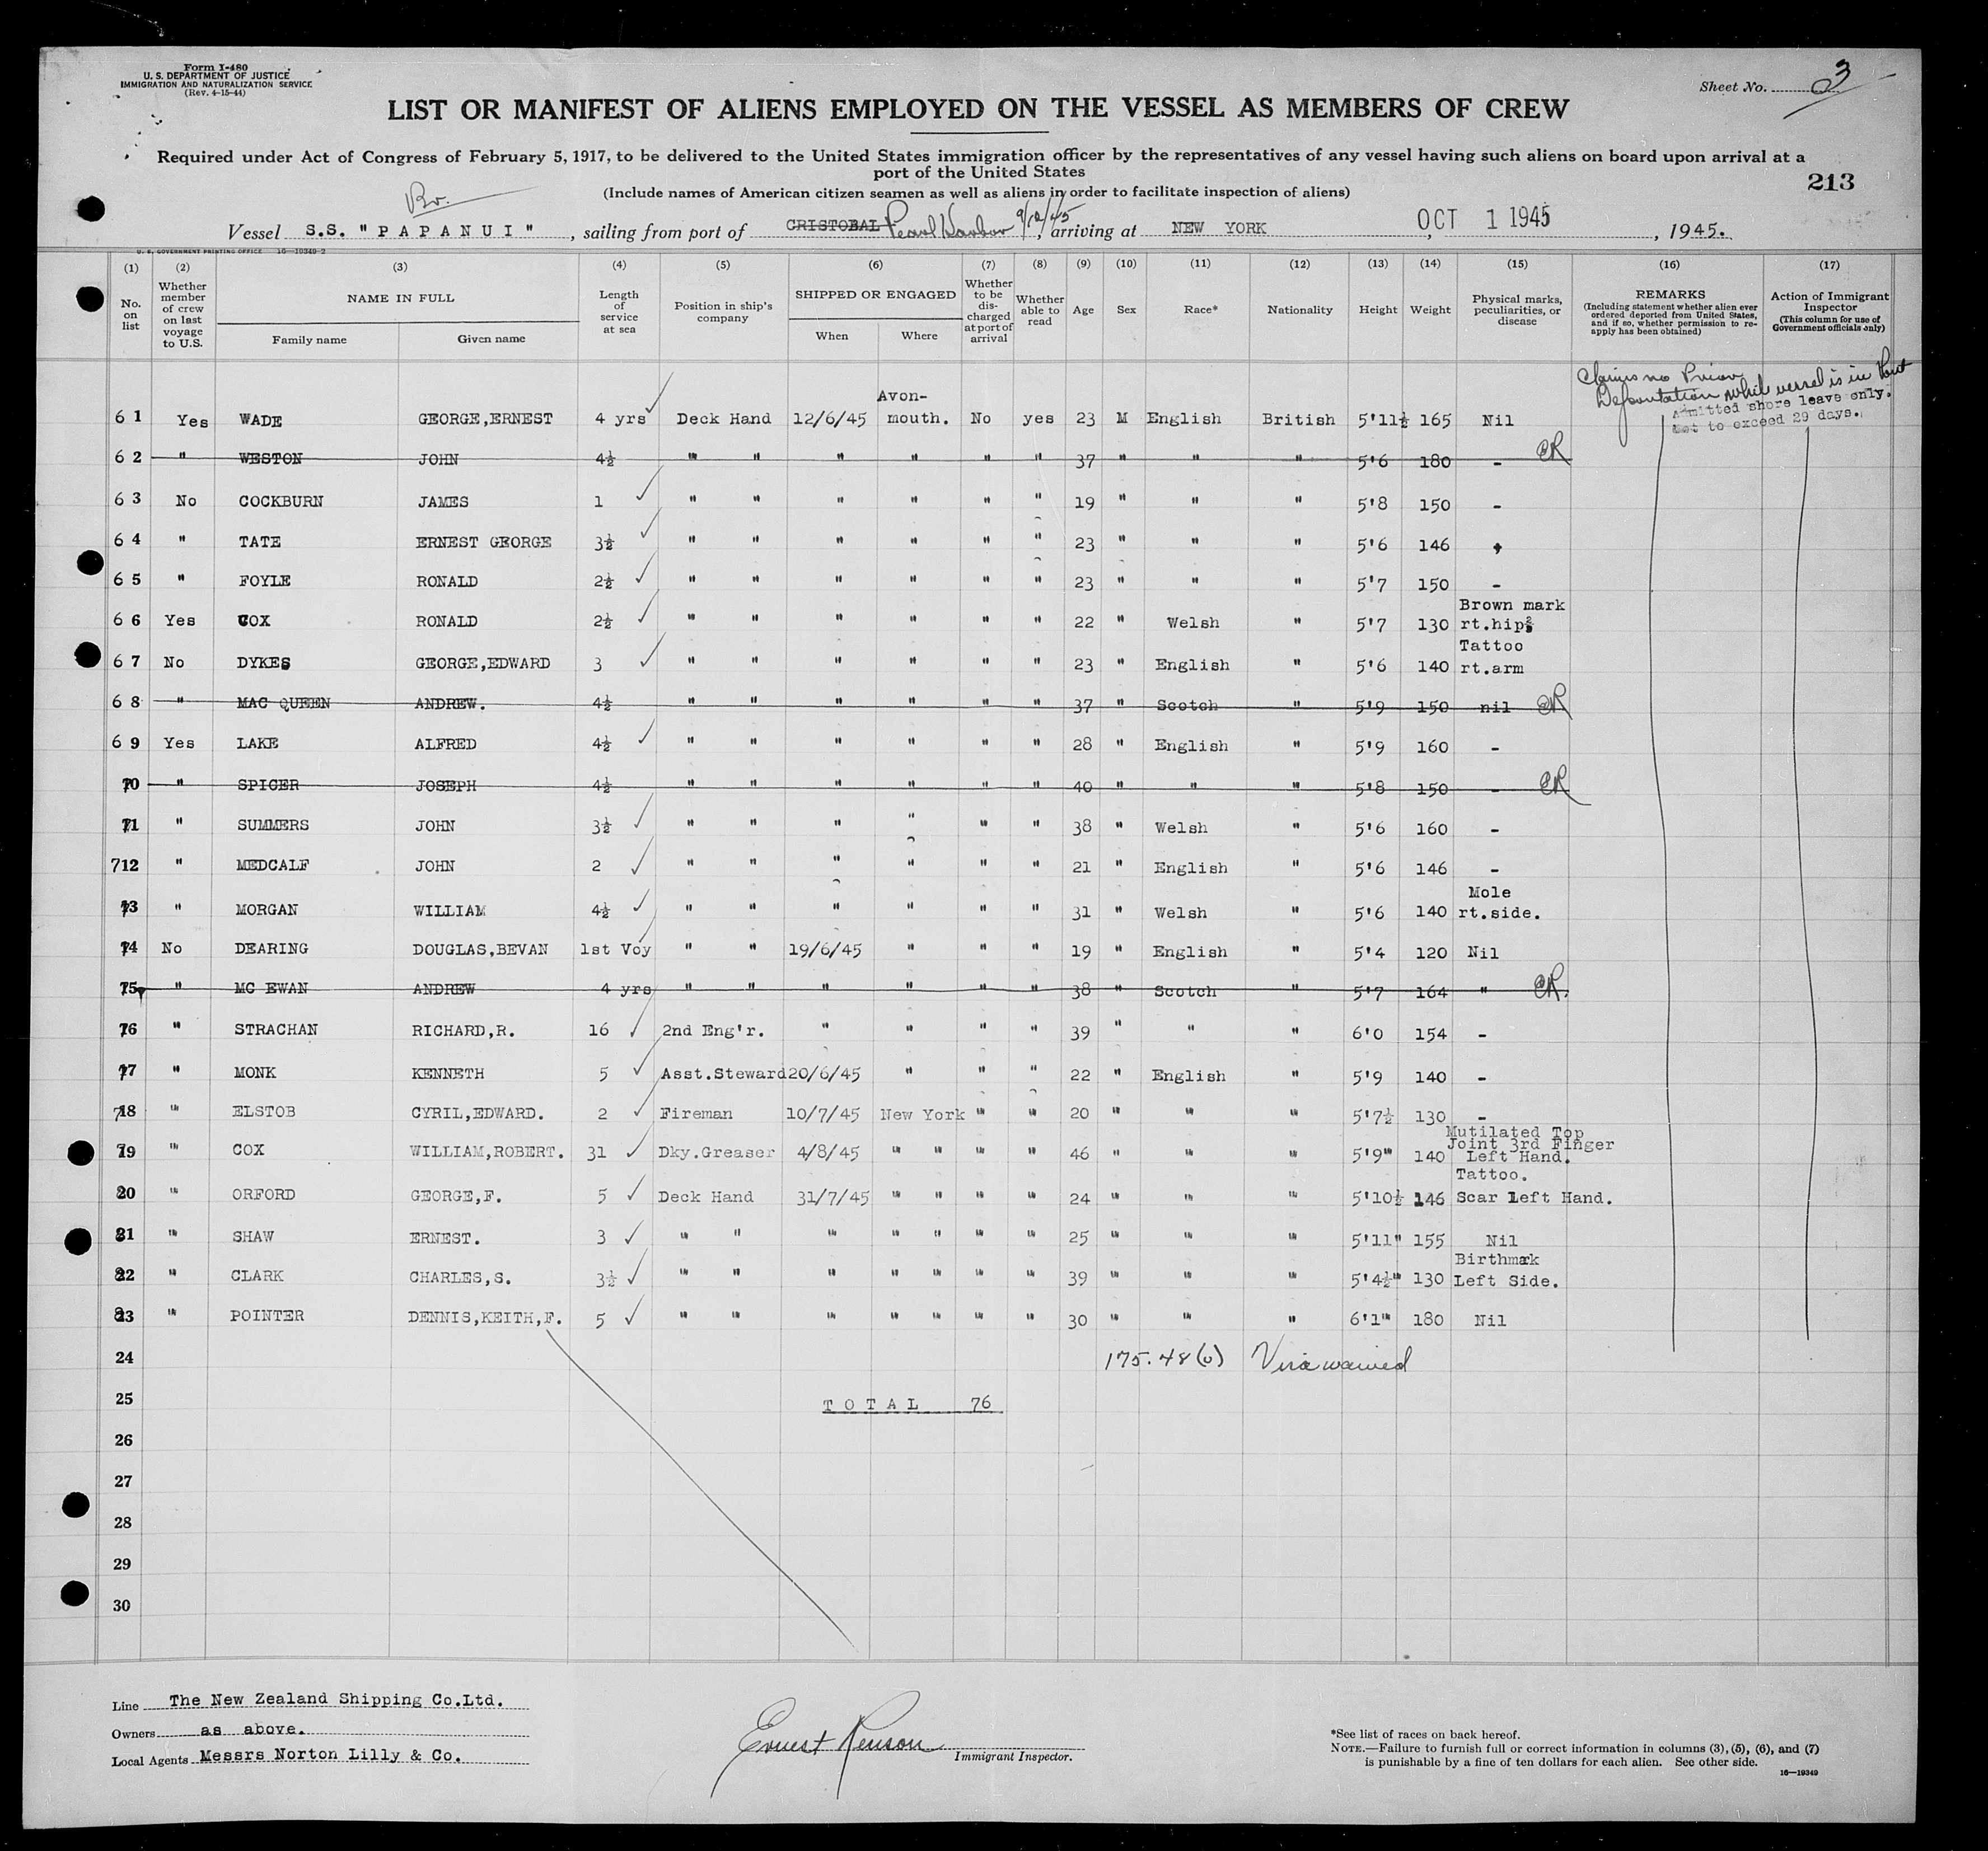 Form I-480
U. S. DEPARTMENT OF JUSTICE
IMMIGRATION AND NATURALIZATION SERVICE
(Rev. 4-15-44)
Sheet No. 3
LIST OR MANIFEST OF ALIENS EMPLOYED ON THE VESSEL AS MEMBERS OF CREW
Required under Act of Congress of February 5, 1917, to be delivered to the United States immigration officer by the representatives of any vessel having such aliens on board upon arrival at a
port of the United States
213
(Include names of American citizen seamen as well as aliens in order to facilitate inspection of aliens)
Br.
Vessel S.S. "PAPANUI", sailing from port of CRISTOBAL Pearl Harbor 9/12/45, arriving at NEW YORK OCT 1 1945, 1945.
U. S. GOVERNMENT PRINTING OFFICE 16—19349-2
(1) (2) (3) (4) (5) (6) (7) (8) (9) (10) (11) (12) (13) (14) (15) (16) (17)
No. on list
Whether member of crew on last voyage to U.S.
NAME IN FULL
Family name Given name
Length of service at sea
Position in ship's company
SHIPPED OR ENGAGED
When Where
Whether to be discharged at port of arrival
Whether able to read
Age Sex Race* Nationality Height Weight
Physical marks, peculiarities, or disease
REMARKS
(Including statement whether alien ever ordered deported from United States, and if so, whether permission to reapply has been obtained)
Action of Immigrant Inspector
(This column for use of Government officials only)
Claims no Prior
Deportation while vessel is in Port
Admitted shore leave only.
Not to exceed 29 days.
61 Yes WADE GEORGE,ERNEST 4 yrs Deck Hand 12/6/45 Avon-mouth. No yes 23 M English British 5'11½ 165 Nil
62 " WESTON JOHN 4½ " " " " " " 37 " " " 5'6 180 -
63 No COCKBURN JAMES 1 " " " " " " 19 " " " 5'8 150 -
64 " TATE ERNEST GEORGE 3½ " " " " " " 23 " " " 5'6 146
65 " FOYLE RONALD 2½ " " " " " " 23 " " " 5'7 150 -
66 Yes COX RONALD 2½ " " " " " " 22 " Welsh " 5'7 130 Brown mark rt.hip
67 No DYKES GEORGE,EDWARD 3 " " " " " " 23 " English " 5'6 140 Tattoo rt.arm
68 " MAC QUEEN ANDREW. 4½ " " " " " " 37 " Scotch " 5'9 150 nil
69 Yes LAKE ALFRED 4½ " " " " " " 28 " English " 5'9 160 -
70 " SPICER JOSEPH 4½ " " " " " " 40 " " " 5'8 150 -
71 " SUMMERS JOHN 3½ " " " " " " 38 " Welsh " 5'6 160 -
712 " MEDCALF JOHN 2 " " " " " " 21 " English " 5'6 146 -
73 " MORGAN WILLIAM 4½ " " " " " " 31 " Welsh " 5'6 140 Mole rt.side.
74 No DEARING DOUGLAS,BEVAN 1st Voy " " 19/6/45 " " " 19 " English " 5'4 120 Nil
75 " MC EWAN ANDREW 4 yrs " " " " " " 38 " Scotch " 5'7 164 "
76 " STRACHAN RICHARD,R. 16 2nd Eng'r. " " " " 39 " " " 6'0 154 -
77 " MONK KENNETH 5 Asst.Steward 20/6/45 " " " 22 " English " 5'9 140 -
78 " ELSTOB CYRIL,EDWARD. 2 Fireman 10/7/45 New York " " 20 " " " 5'7½ 130 -
79 " COX WILLIAM,ROBERT. 31 Dky.Greaser 4/8/45 " " " " 46 " " " 5'9" 140 Mutilated Top Joint 3rd Finger Left Hand.
80 " ORFORD GEORGE,F. 5 Deck Hand 31/7/45 " " " " 24 " " " 5'10½ 146 Tattoo. Scar Left Hand.
81 " SHAW ERNEST. 3 " " " " " " " 25 " " " 5'11" 155 Nil
82 " CLARK CHARLES,S. 3½ " " " " " " " 39 " " " 5'4½" 130 Birthmark Left Side.
83 " POINTER DENNIS,KEITH,F. 5 " " " " " " " 30 " " " 6'1" 180 Nil
24 175.48(c) Visa waived
25 TOTAL 76
26
27
28
29
30
Line The New Zealand Shipping Co.Ltd.
Owners as above.
Local Agents Messrs Norton Lilly & Co.
Ernest Renson
Immigrant Inspector.
*See list of races on back hereof.
NOTE.—Failure to furnish full or correct information in columns (3), (5), (6), and (7)
is punishable by a fine of ten dollars for each alien. See other side.
16—19349